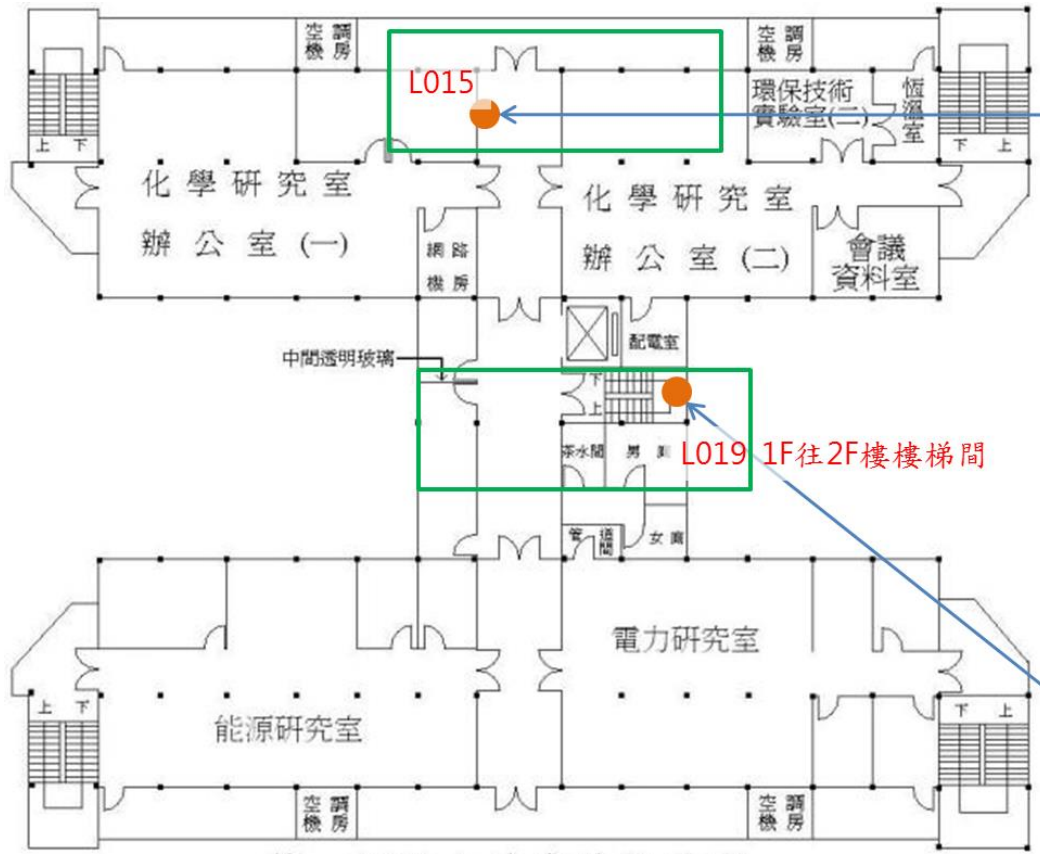 空調
機房
空調
機房
L015
環保技術
實驗室(二)
恆溫室
上 下
下 上
化學研究室
辦公室(一)
化學研究室
辦公室(二)
網路
機房
會議
資料室
配電室
中間透明玻璃
下
上
茶水間
男廁
L019 1F往2F樓樓梯間
管道間
女廁
電力研究室
能源研究室
上 下
下 上
空調
機房
空調
機房